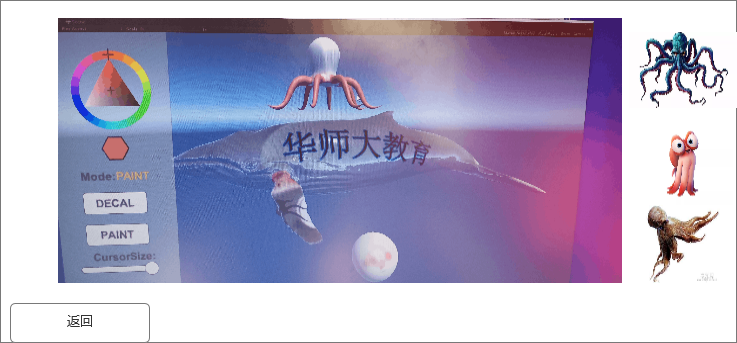 华师大教育
Mode:PAINT
DECAL
PAINT
CursorSize:
返回